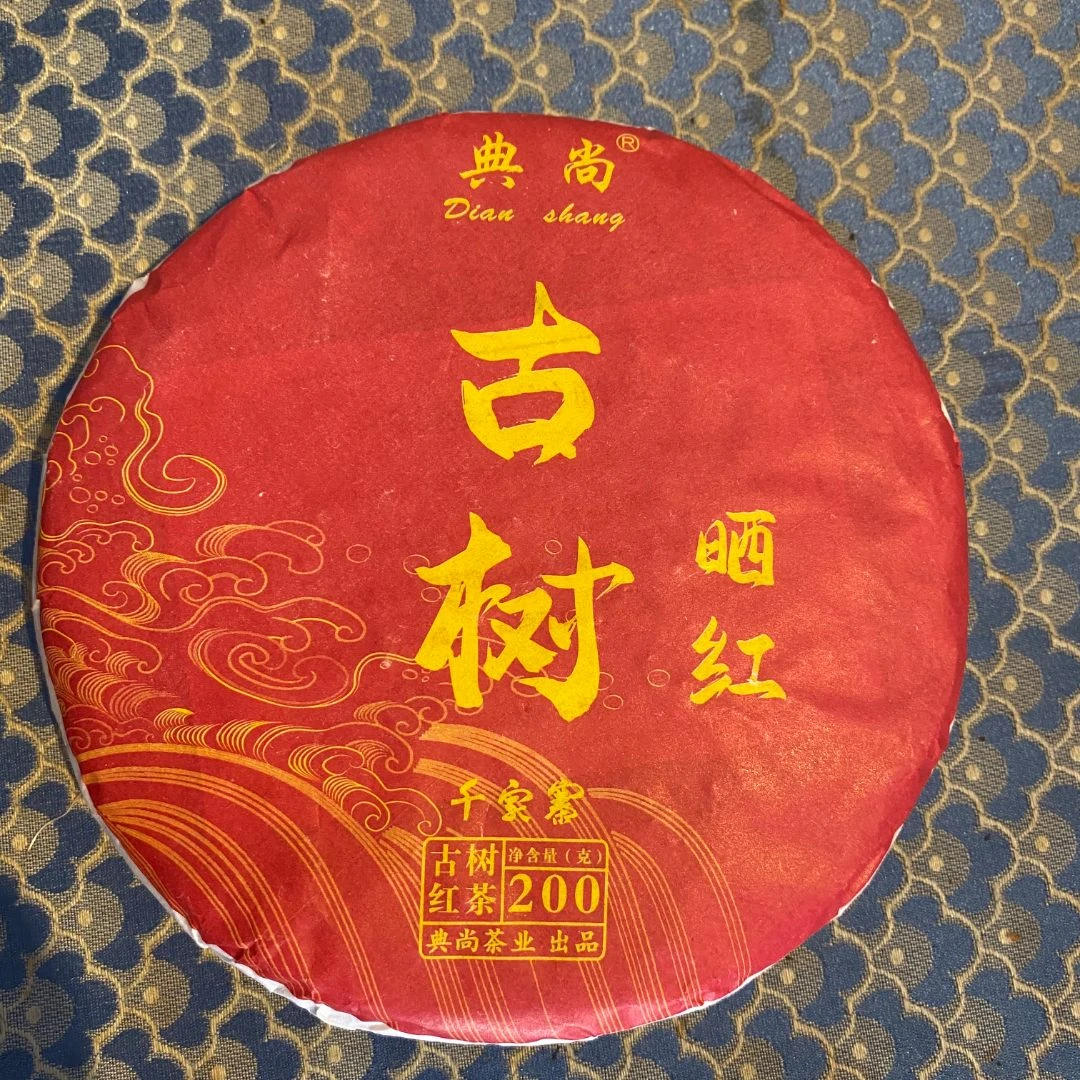 典尚®
Dian shang
古树
晒红
千家寨
古树红茶
净含量(克)
200
典尚茶业 出品